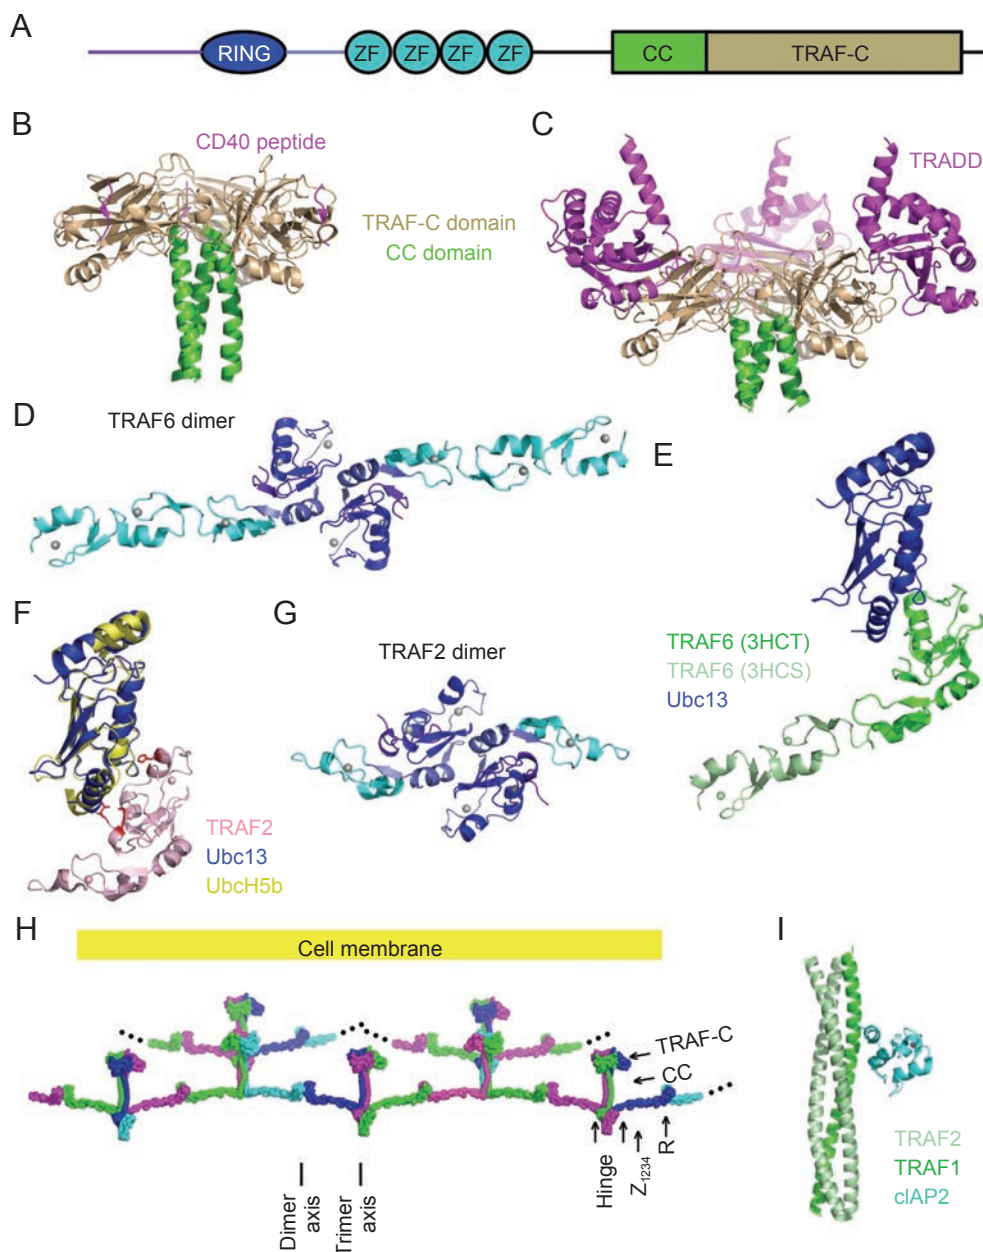 A
RING
ZF
ZF
ZF
ZF
CC
TRAF-C
B
CD40 peptide
TRAF-C domain
CC domain
C
TRADD
D
TRAF6 dimer
E
TRAF6 (3HCT)
TRAF6 (3HCS)
Ubc13
F
TRAF2
Ubc13
UbcH5b
G
TRAF2 dimer
H
Cell membrane
TRAF-C
CC
Hinge
Z1234
R
Dimer
axis
Trimer
axis
I
TRAF2
TRAF1
cIAP2